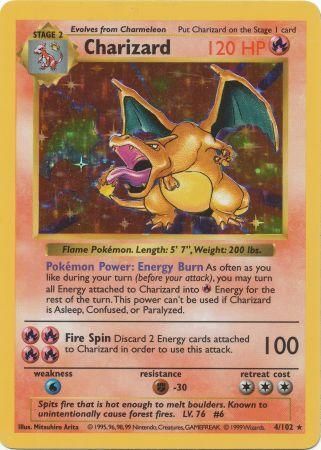 Evolves from Charmeleon
Put Charizard on the Stage 1 card
STAGE 2
Charizard
120 HP
Flame Pokémon. Length: 5' 7", Weight: 200 lbs.
Pokémon Power: Energy Burn As often as you
like during your turn (before your attack), you may
turn all Energy attached to Charizard into Energy for
the rest of the turn. This power can't be used if Charizard
is Asleep, Confused, or Paralyzed.
Fire Spin Discard 2 Energy cards attached
to Charizard in order to use this attack.
100
weakness
resistance
retreat cost
-30
Spits fire that is hot enough to melt boulders. Known to
unintentionally cause forest fires. LV. 76 #6
Illus. Mitsuhiro Arita
© 1995, 96, 98, 99 Nintendo, Creatures, GAMEFREAK. © 1999 Wizards.
4/102 ★